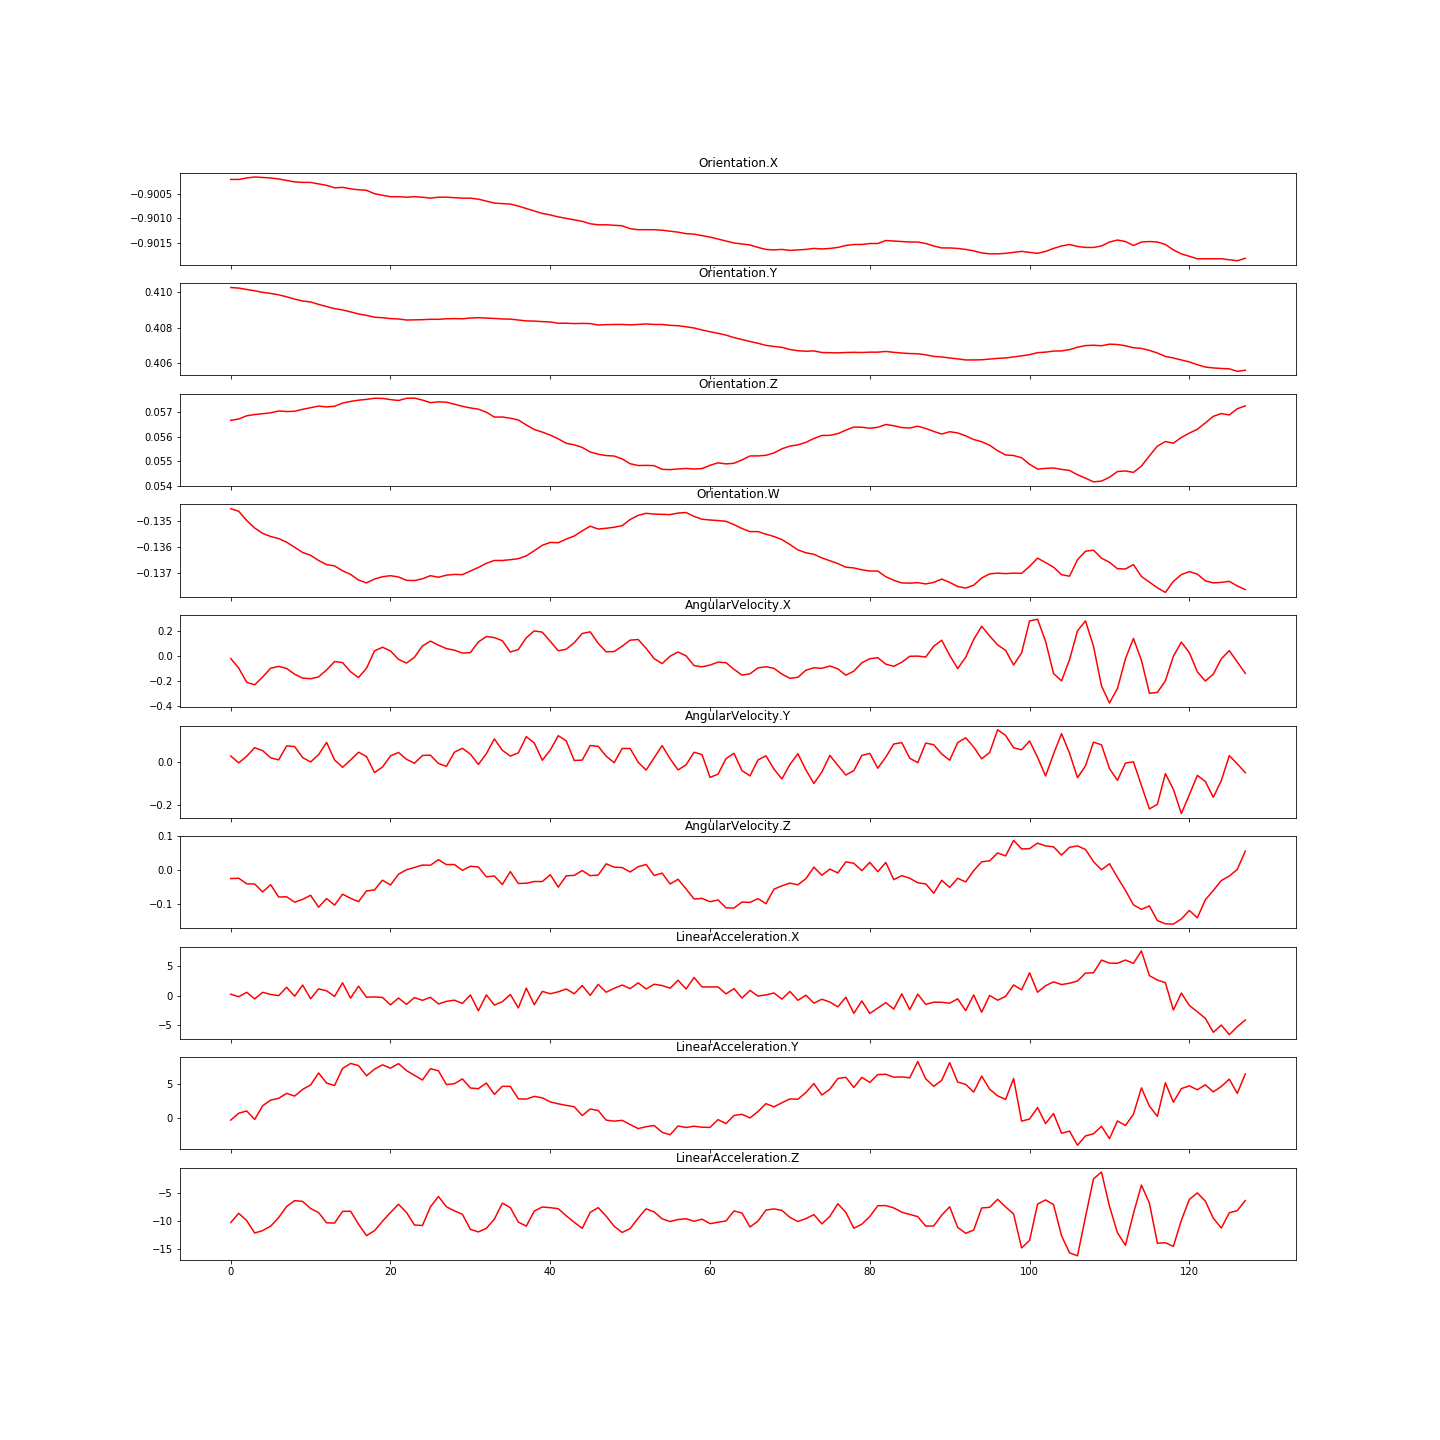 Orientation.X
−0.9005
−0.9010
−0.9015
Orientation.Y
0.410
0.408
0.406
Orientation.Z
0.057
0.056
0.055
0.054
Orientation.W
−0.135
−0.136
−0.137
AngularVelocity.X
0.2
0.0
−0.2
−0.4
AngularVelocity.Y
0.0
−0.2
AngularVelocity.Z
0.1
0.0
−0.1
LinearAcceleration.X
5
0
−5
LinearAcceleration.Y
5
0
LinearAcceleration.Z
−5
−10
−15
0 20 40 60 80 100 120